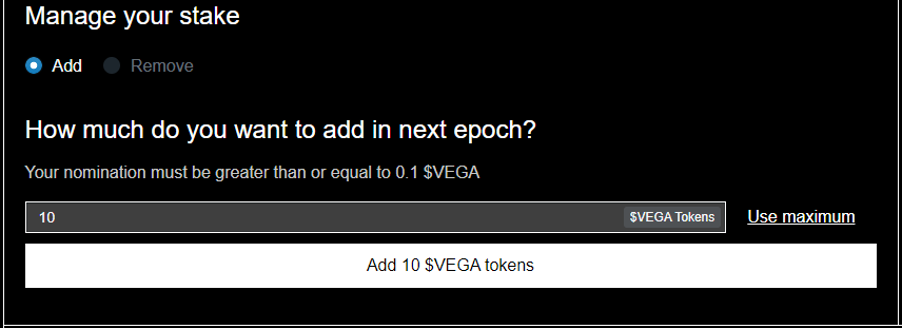 Manage your stake
Add Remove
How much do you want to add in next epoch?
Your nomination must be greater than or equal to 0.1 $VEGA
10 $VEGA Tokens Use maximum
Add 10 $VEGA tokens